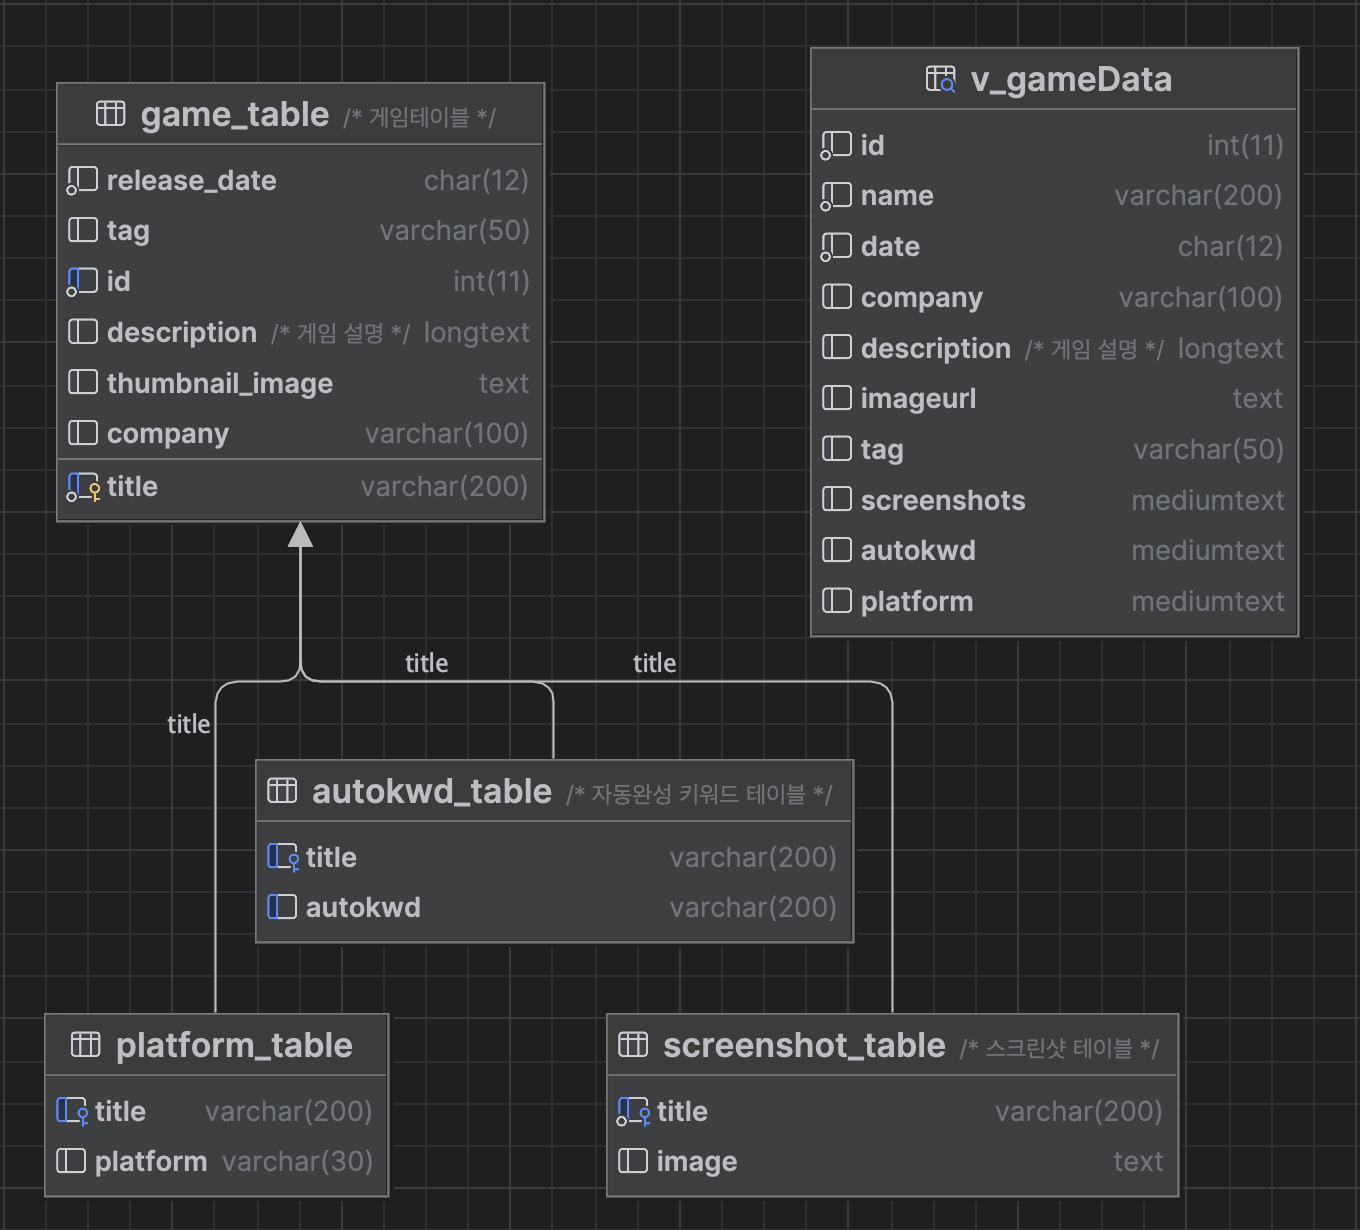 game_table /* 게임테이블 */
release_date char(12)
tag varchar(50)
id int(11)
description /* 게임 설명 */ longtext
thumbnail_image text
company varchar(100)
title varchar(200)
v_gameData
id int(11)
name varchar(200)
date char(12)
company varchar(100)
description /* 게임 설명 */ longtext
imageurl text
tag varchar(50)
screenshots mediumtext
autokwd mediumtext
platform mediumtext
title
title
title
autokwd_table /* 자동완성 키워드 테이블 */
title varchar(200)
autokwd varchar(200)
platform_table
title varchar(200)
platform varchar(30)
screenshot_table /* 스크린샷 테이블 */
title varchar(200)
image text